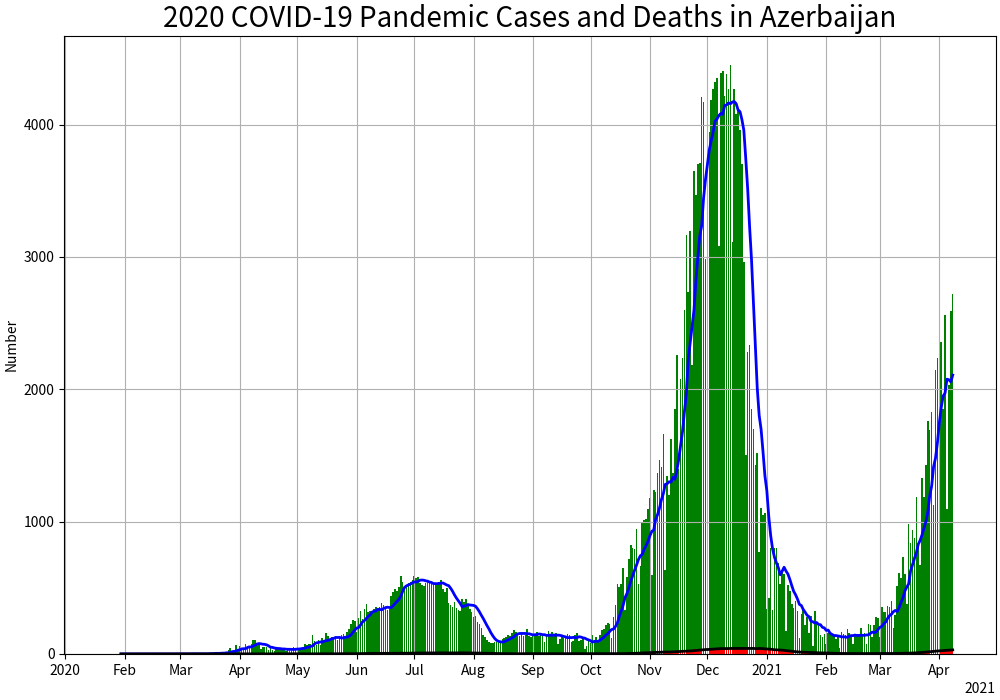 2020 COVID-19 Pandemic Cases and Deaths in Azerbaijan
4000
3000
2000
1000
0
Number
2020 Feb Mar Apr May Jun Jul Aug Sep Oct Nov Dec 2021 Feb Mar Apr
2021